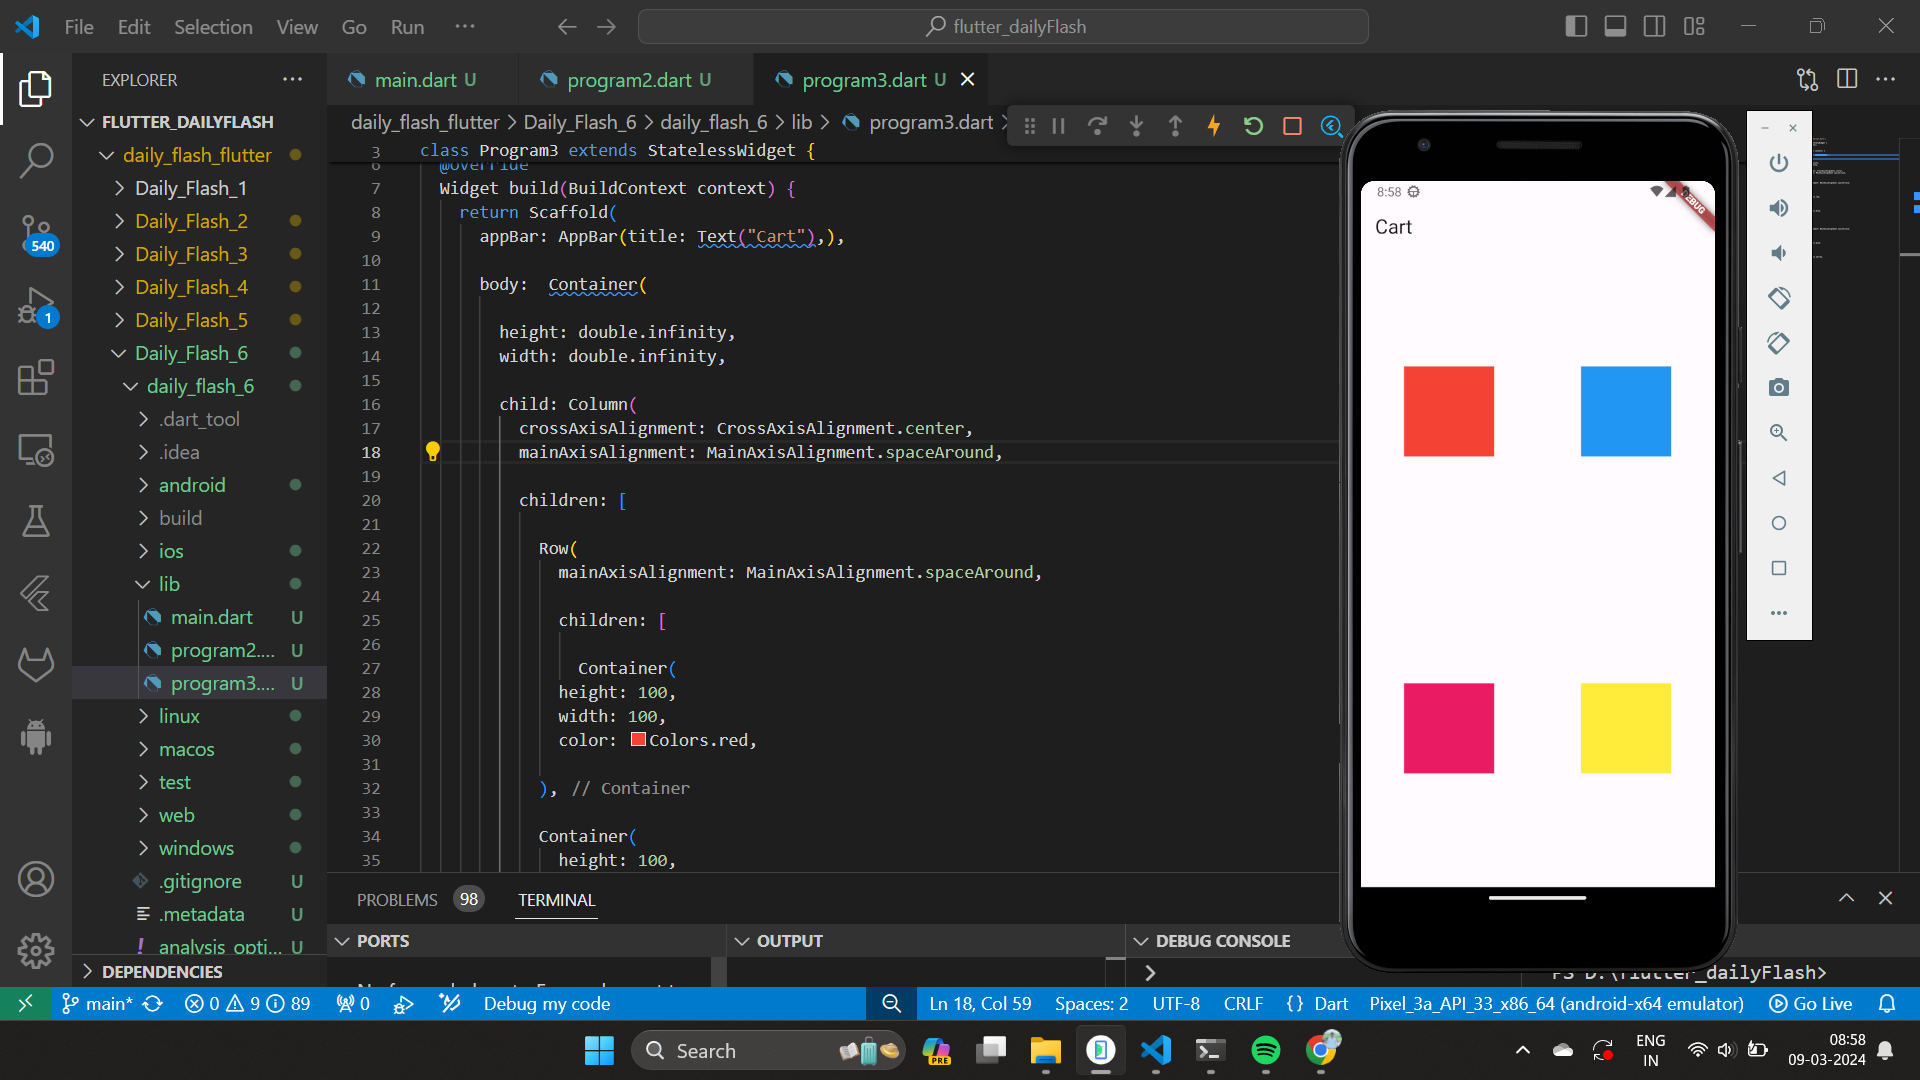 File Edit Selection View Go Run ··· flutter_dailyFlash
EXPLORER ···
main.dart U program2.dart U program3.dart U
FLUTTER_DAILYFLASH
daily_flash_flutter
Daily_Flash_1
Daily_Flash_2
Daily_Flash_3
Daily_Flash_4
Daily_Flash_5
Daily_Flash_6
daily_flash_6
.dart_tool
.idea
android
build
ios
lib
main.dart U
program2.... U
program3.... U
linux
macos
test
web
windows
.gitignore U
.metadata U
analysis_opti... U
DEPENDENCIES
540
1
daily_flash_flutter > Daily_Flash_6 > daily_flash_6 > lib > program3.dart >
3 class Program3 extends StatelessWidget {
6 @override
7 Widget build(BuildContext context) {
8 return Scaffold(
9 appBar: AppBar(title: Text("Cart"),),
10
11 body: Container(
12
13 height: double.infinity,
14 width: double.infinity,
15
16 child: Column(
17 crossAxisAlignment: CrossAxisAlignment.center,
18 mainAxisAlignment: MainAxisAlignment.spaceAround,
19
20 children: [
21
22 Row(
23 mainAxisAlignment: MainAxisAlignment.spaceAround,
24
25 children: [
26
27 Container(
28 height: 100,
29 width: 100,
30 color: Colors.red,
31
32 ), // Container
33
34 Container(
35 height: 100,
8:58
DEBUG
Cart
PROBLEMS 98 TERMINAL
PORTS OUTPUT DEBUG CONSOLE
PS D:\flutter_dailyFlash>
main* 0 9 89 0 Debug my code Ln 18, Col 59 Spaces: 2 UTF-8 CRLF {} Dart Pixel_3a_API_33_x86_64 (android-x64 emulator) Go Live
Search
PRE
ENG
IN
08:58
09-03-2024